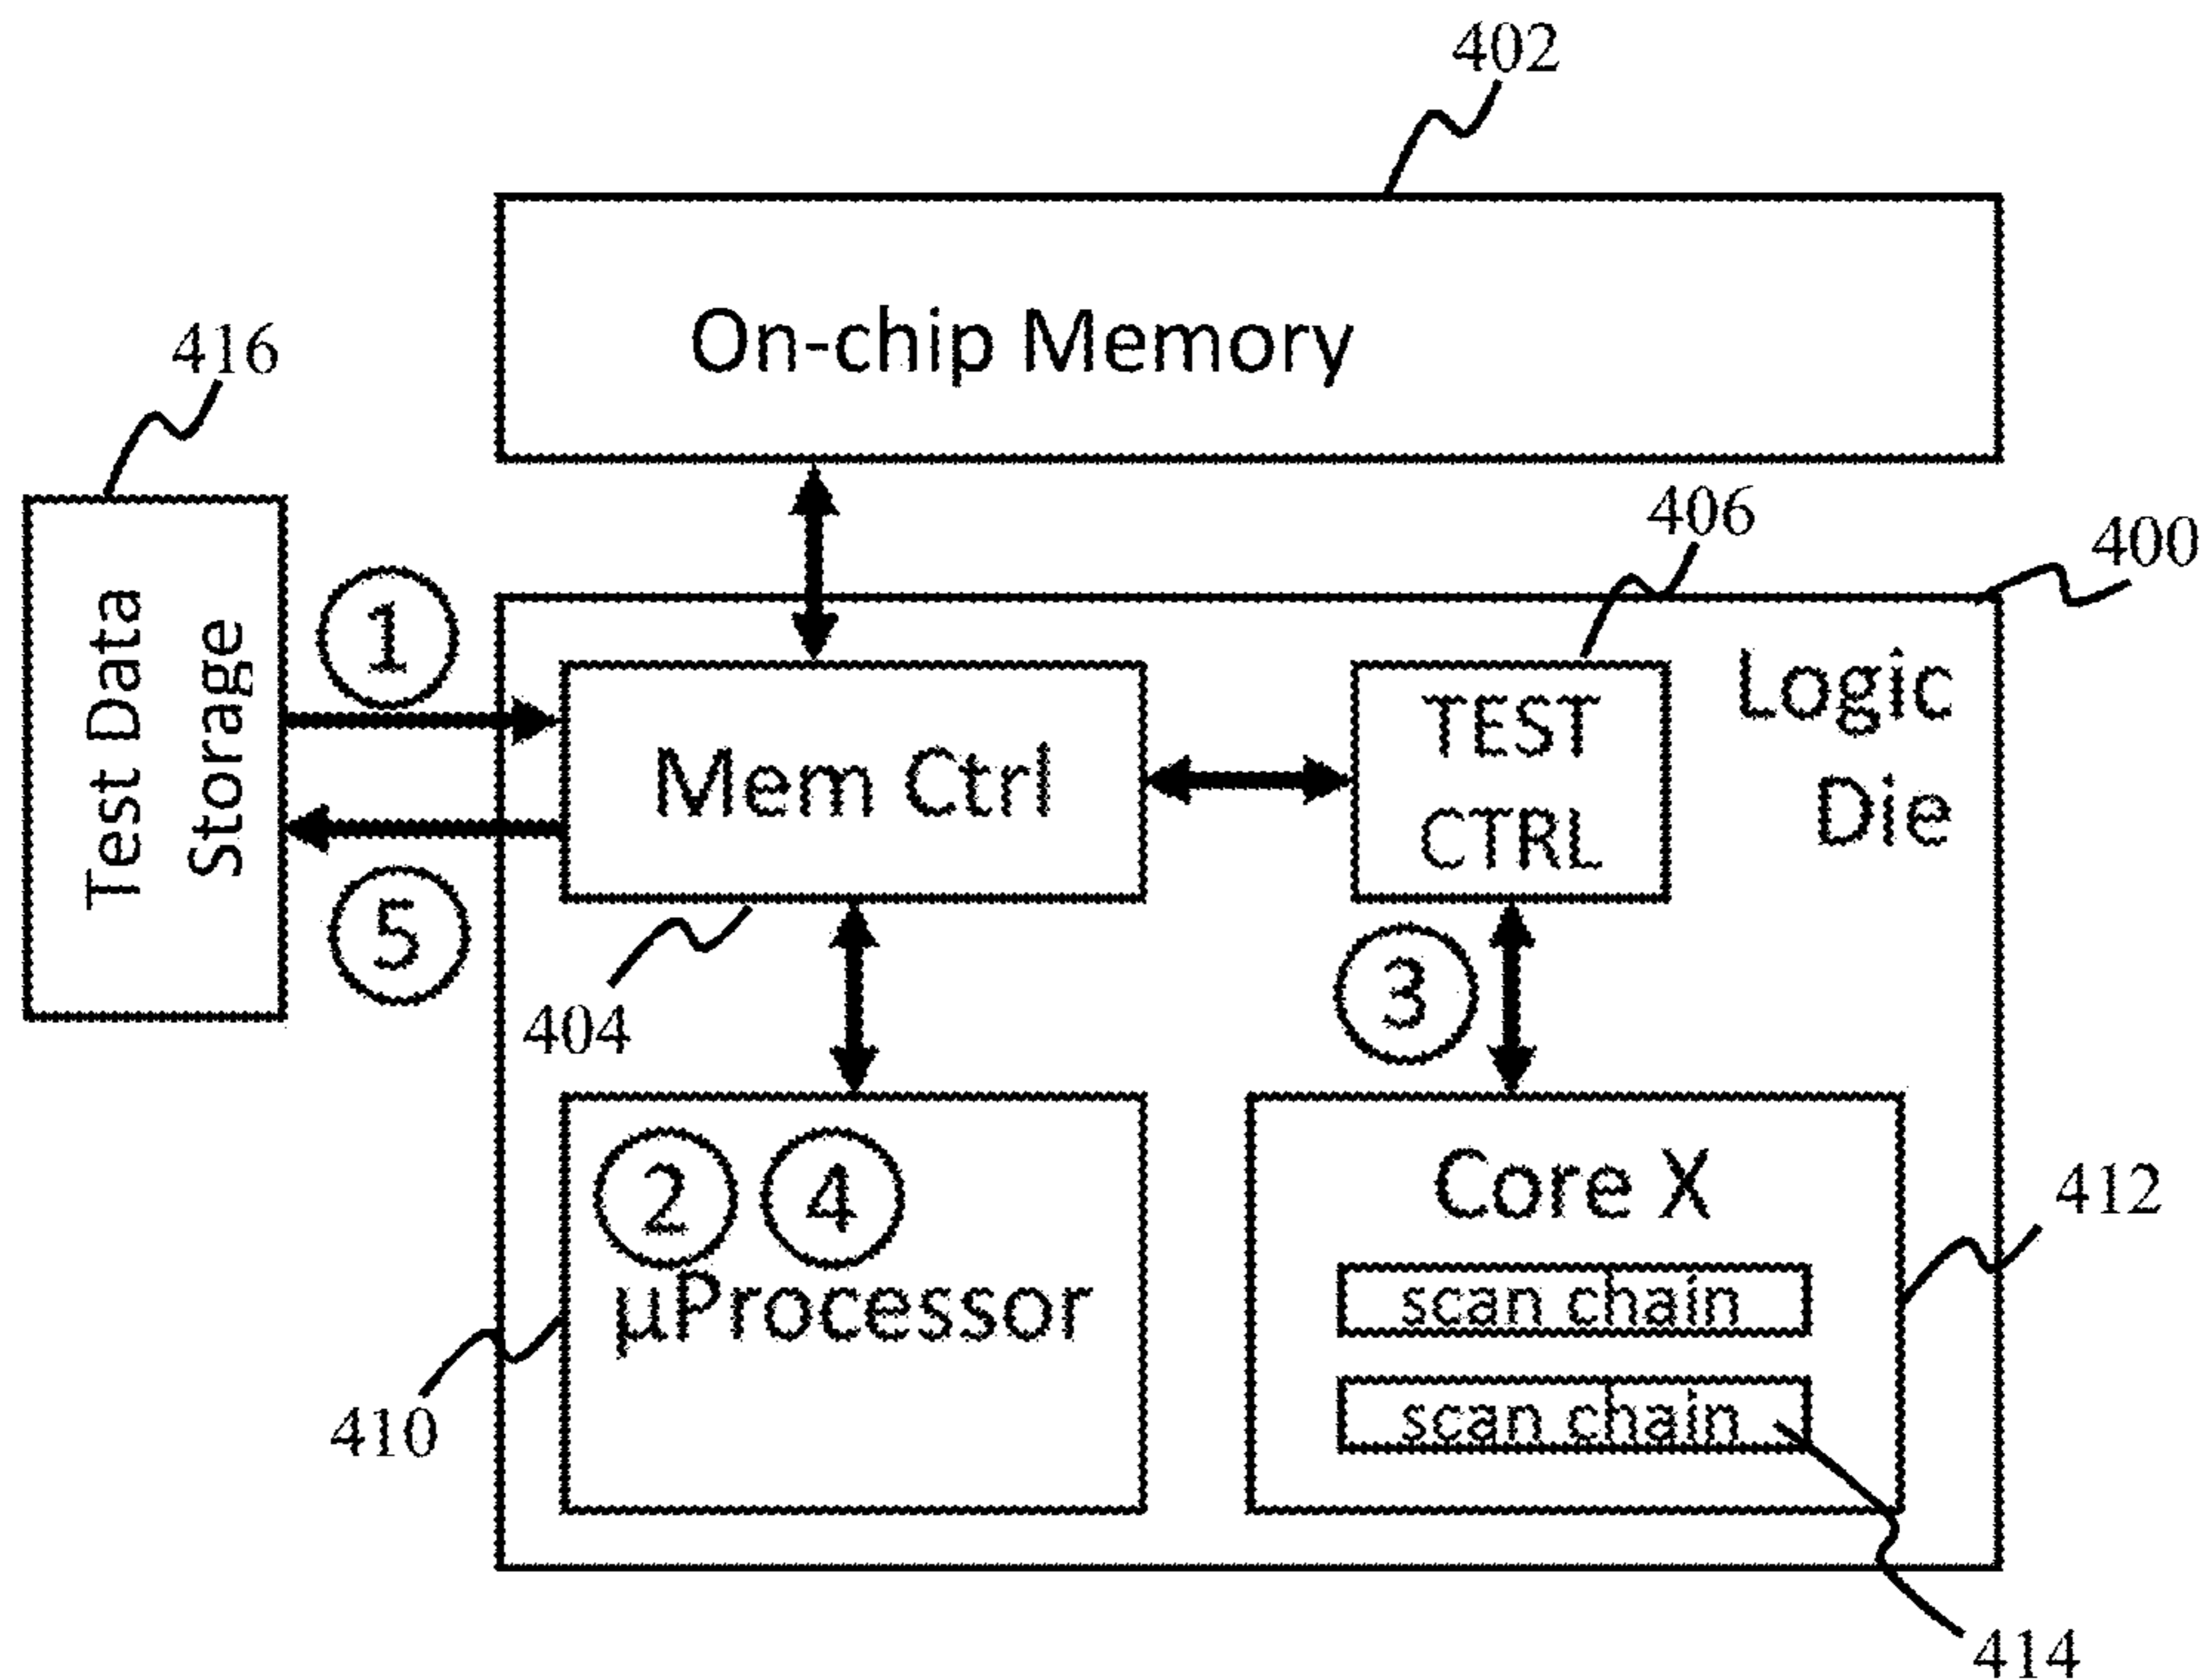 402
On-chip Memory
416
406
400
Test Data
Storage
1
5
Mem Ctrl
TEST
CTRL
Logic
Die
404
3
2
4
µProcessor
410
Core X
scan chain
scan chain
412
414